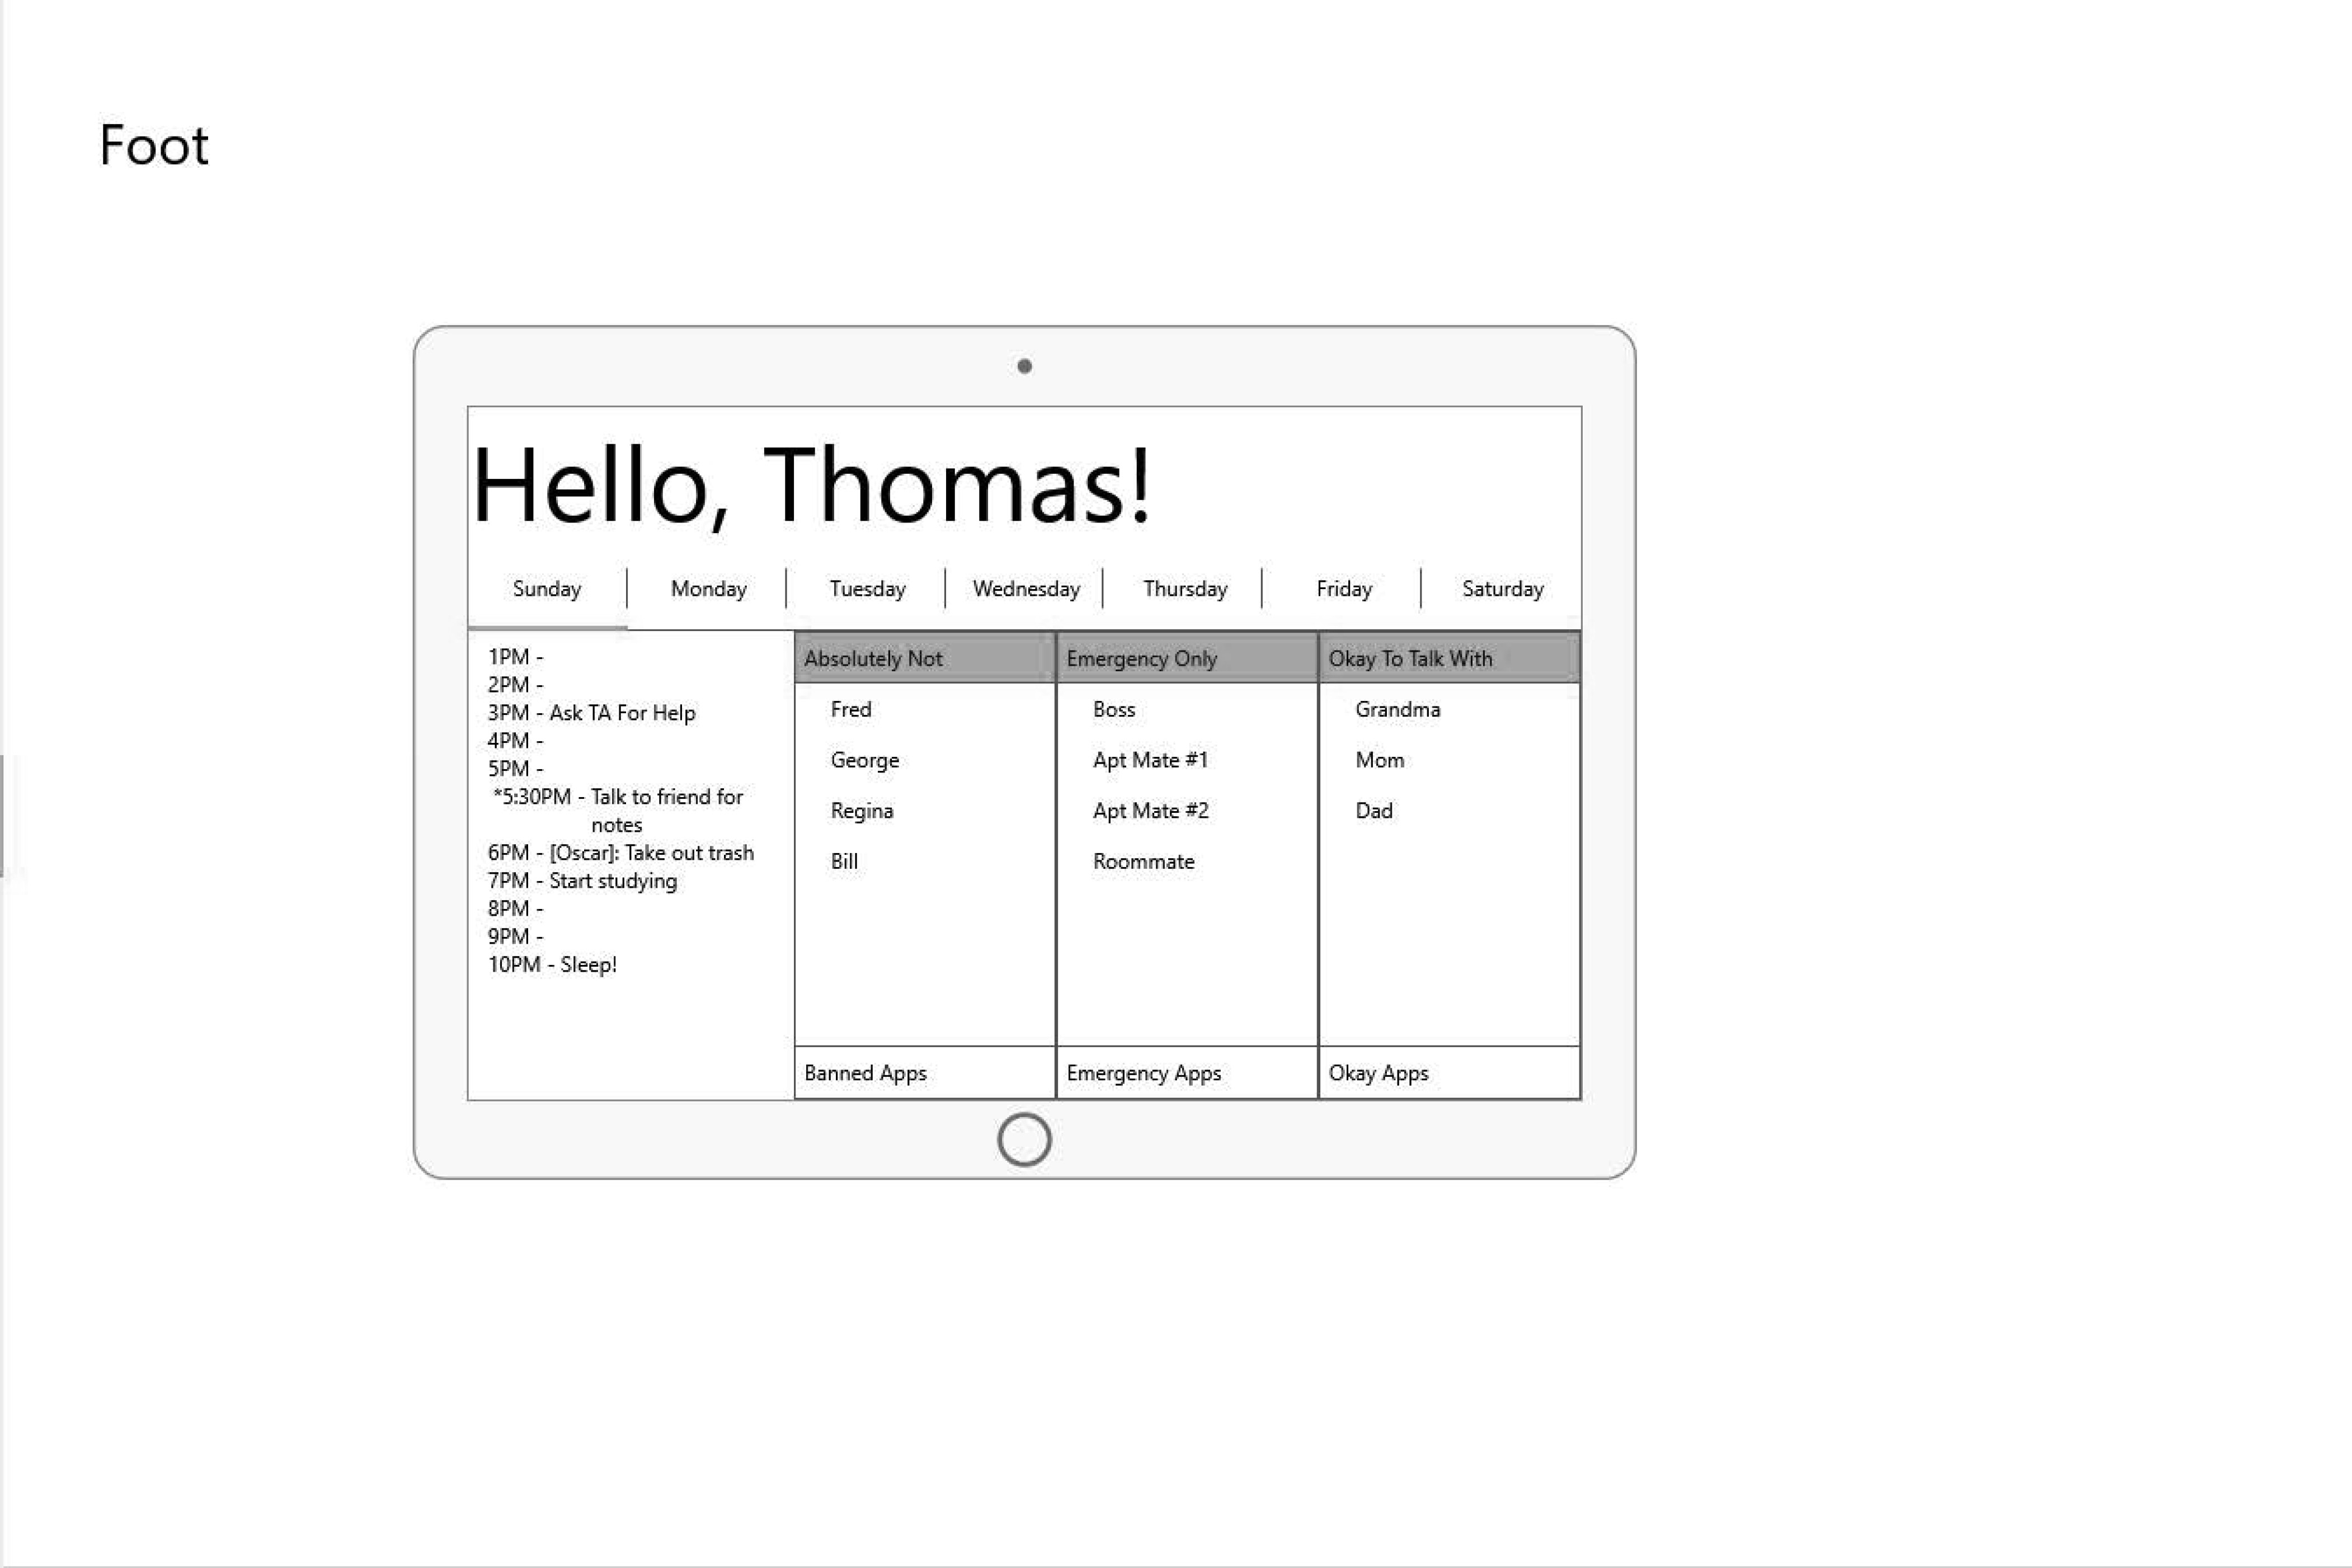 Foot
Hello, Thomas!
Sunday Monday Tuesday Wednesday Thursday Friday Saturday
1PM -
2PM -
3PM - Ask TA For Help
4PM -
5PM -
*5:30PM - Talk to friend for
notes
6PM - [Oscar]: Take out trash
7PM - Start studying
8PM -
9PM -
10PM - Sleep!
Absolutely Not
Fred
George
Regina
Bill
Banned Apps
Emergency Only
Boss
Apt Mate #1
Apt Mate #2
Roommate
Emergency Apps
Okay To Talk With
Grandma
Mom
Dad
Okay Apps